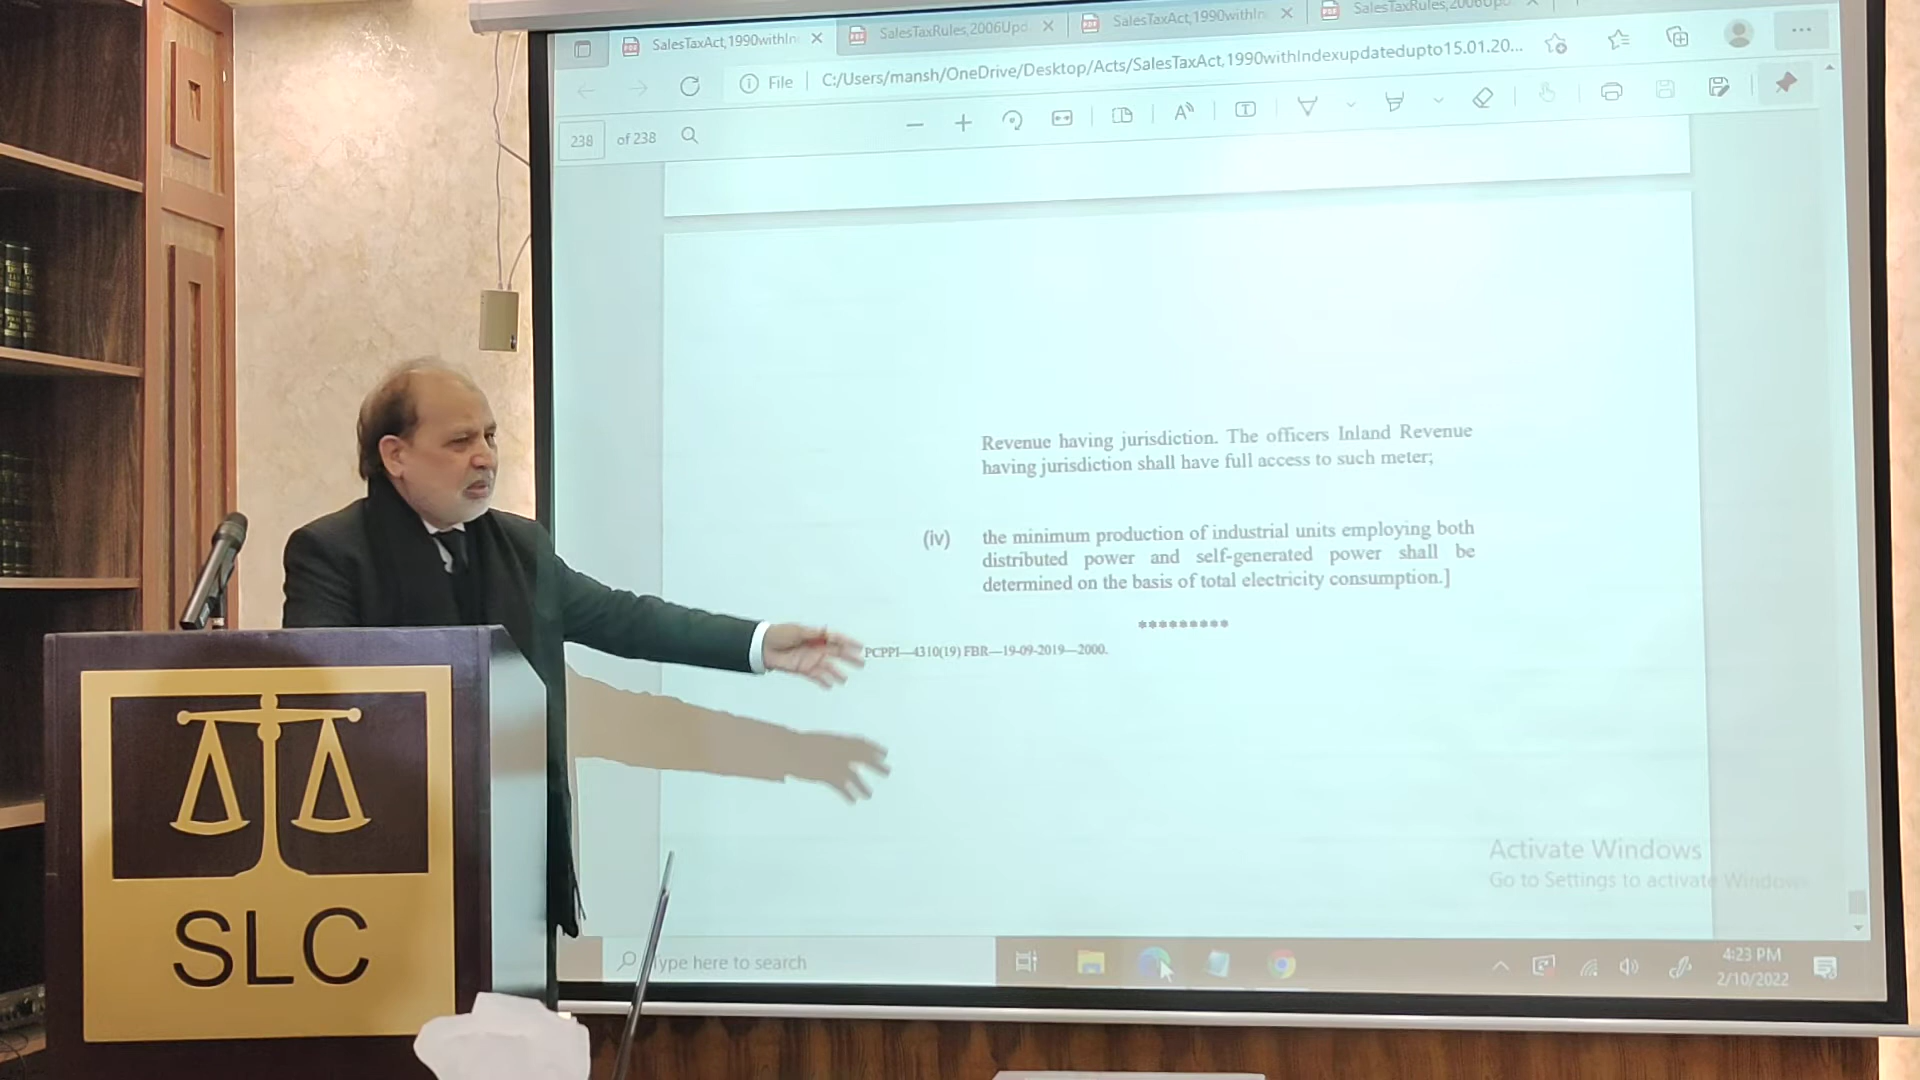 SalesTaxAct,1990withIn
SalesTaxRules,2006Upd
SalesTaxAct,1990withIn
SalesTaxRules,2006Upd
File
C:/Users/mansh/OneDrive/Desktop/Acts/SalesTaxAct,1990withIndexupdatedupto15.01.20...
238 of 238
Revenue having jurisdiction. The officers Inland Revenue
having jurisdiction shall have full access to such meter;
(iv) the minimum production of industrial units employing both
distributed power and self-generated power shall be
determined on the basis of total electricity consumption.]
*********
PCPPI—4310(19) FBR—19-09-2019—2000.
Activate Windows
Go to Settings to activate Windows
Type here to search
4:23 PM
2/10/2022
SLC